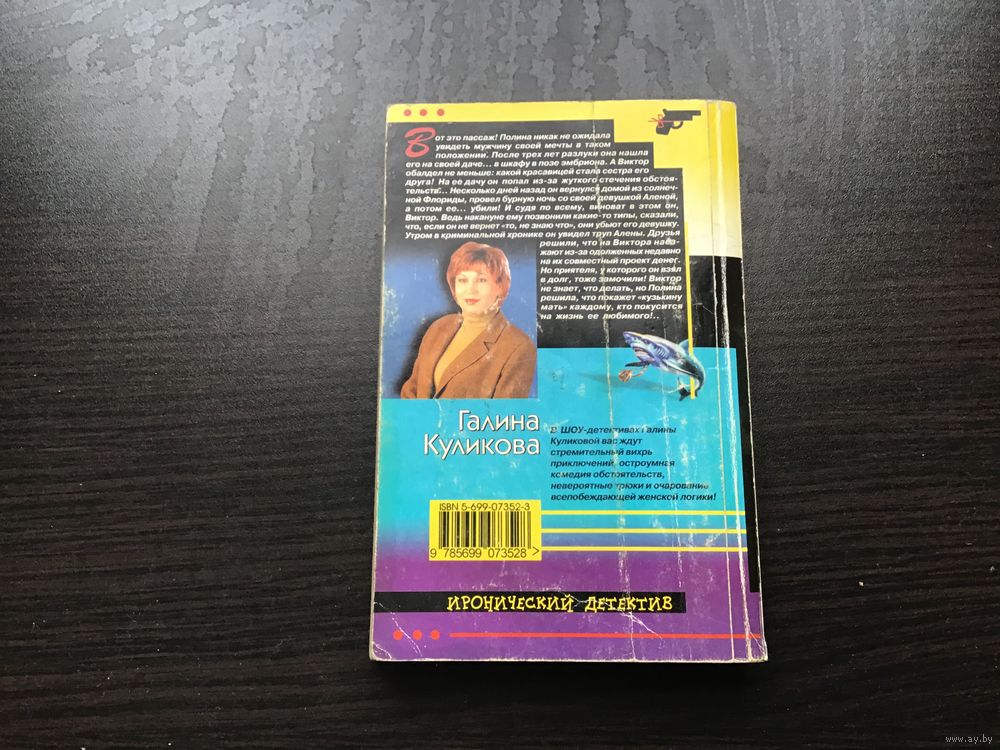 Вот это пассаж! Полина никак не ожидала
увидеть мужчину своей мечты в таком
положении. После трех лет разлуки она нашла
его на своей даче... в шкафу в позе эмбриона. А Виктор
обалдел не меньше: какой красавицей стала сестра его
друга! На ее дачу он попал из-за жуткого стечения обстоя-
тельств... Несколько дней назад он вернулся домой из солнеч-
ной Флориды, провел бурную ночь со своей девушкой Аленой,
а потом ее... убили! И судя по всему, виноват в этом он,
Виктор. Ведь накануне ему позвонили какие-то типы, сказали,
что, если он не вернет «то, не знаю что», они убьют его девушку.
Утром в криминальной хронике он увидел труп Алены. Друзья
решили, что на Виктора наез-
жают из-за одолженных недавно
на их совместный проект денег.
Но приятеля, у которого он взял
в долг, тоже замочили! Виктор
не знает, что делать, но Полина
решила, что покажет «кузькину
мать» каждому, кто покусится
на жизнь ее любимого!..
Галина
Куликова
В ШОУ-детективах Галины
Куликовой вас ждут
стремительный вихрь
приключений, остроумная
комедия обстоятельств,
невероятные трюки и очарование
всепобеждающей женской логики!
ISBN 5-699-07352-3
9 785699 073528 >
ИРОНИЧЕСКИЙ ДЕТЕКТИВ
www.ay.by